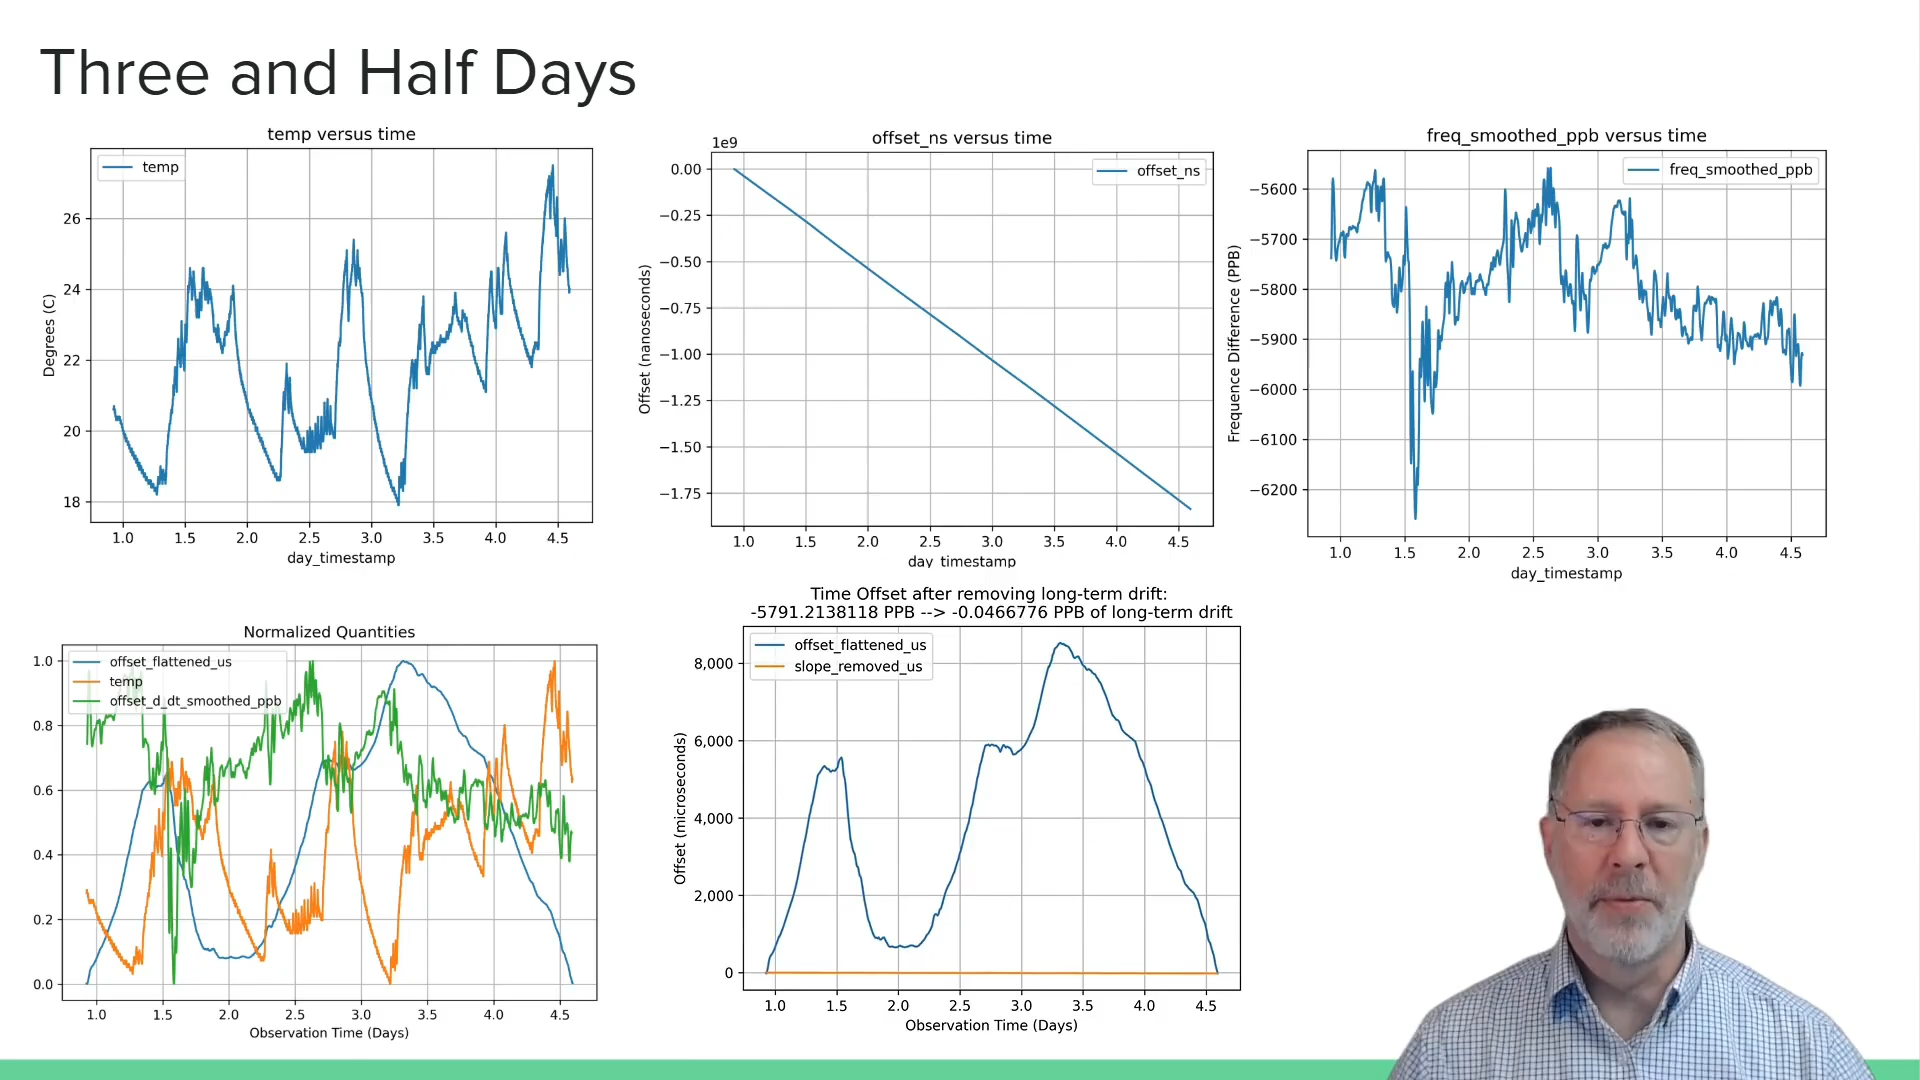 Three and Half Days
temp versus time
temp
Degrees (C)
26
24
22
20
18
1.0 1.5 2.0 2.5 3.0 3.5 4.0 4.5
day_timestamp
offset_ns versus time
1e9
offset_ns
Offset (nanoseconds)
0.00
−0.25
−0.50
−0.75
−1.00
−1.25
−1.50
−1.75
1.0 1.5 2.0 2.5 3.0 3.5 4.0 4.5
day_timestamp
freq_smoothed_ppb versus time
freq_smoothed_ppb
Frequence Difference (PPB)
−5600
−5700
−5800
−5900
−6000
−6100
−6200
1.0 1.5 2.0 2.5 3.0 3.5 4.0 4.5
day_timestamp
Normalized Quantities
offset_flattened_us
temp
offset_d_dt_smoothed_ppb
1.0
0.8
0.6
0.4
0.2
0.0
1.0 1.5 2.0 2.5 3.0 3.5 4.0 4.5
Observation Time (Days)
Time Offset after removing long-term drift:
-5791.2138118 PPB --> -0.0466776 PPB of long-term drift
offset_flattened_us
slope_removed_us
Offset (microseconds)
8,000
6,000
4,000
2,000
0
1.0 1.5 2.0 2.5 3.0 3.5 4.0 4.5
Observation Time (Days)